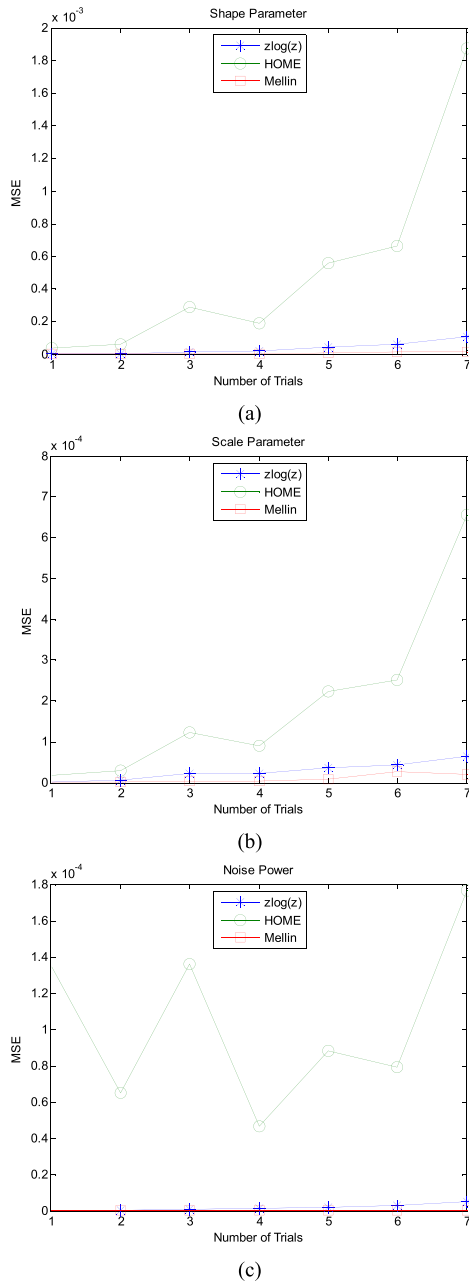 Shape Parameter
x 10^-3
2
1.8
1.6
1.4
1.2
1
0.8
0.6
0.4
0.2
0
MSE
zlog(z)
HOME
Mellin
1 2 3 4 5 6 7
Number of Trials
(a)
Scale Parameter
x 10^-4
8
7
6
5
4
3
2
1
0
MSE
zlog(z)
HOME
Mellin
1 2 3 4 5 6 7
Number of Trials
(b)
Noise Power
x 10^-4
1.8
1.6
1.4
1.2
1
0.8
0.6
0.4
0.2
0
MSE
zlog(z)
HOME
Mellin
1 2 3 4 5 6 7
Number of Trials
(c)